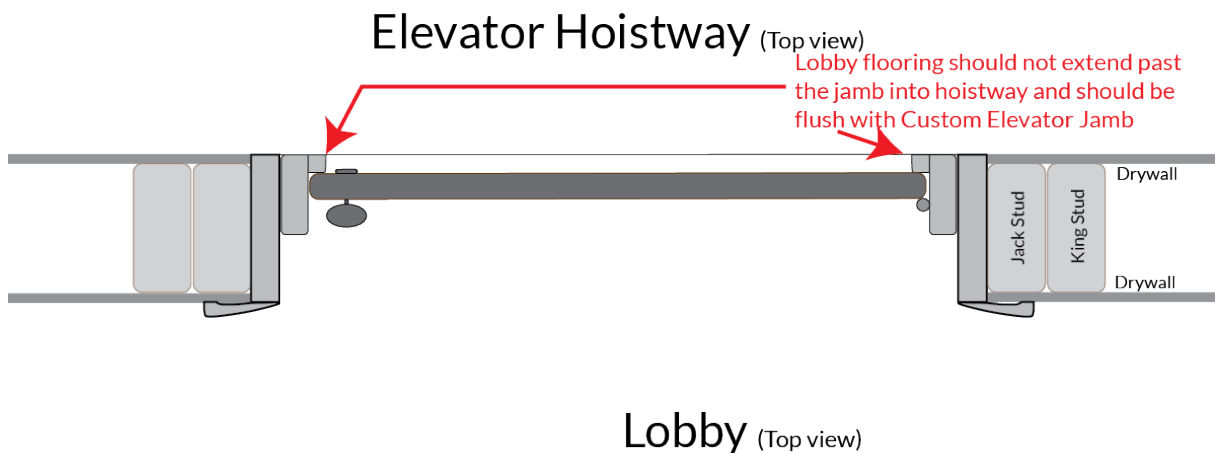 Elevator Hoistway (Top view)
Lobby flooring should not extend past
the jamb into hoistway and should be
flush with Custom Elevator Jamb
Drywall
Jack Stud
King Stud
Drywall
Lobby (Top view)